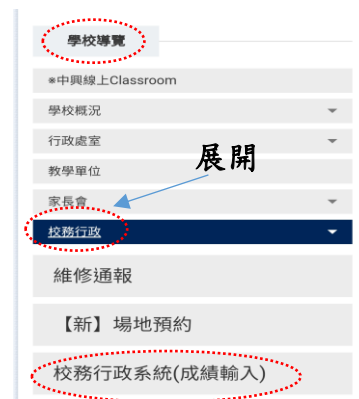 學校導覽
※中興線上Classroom
學校概況
行政處室
展開
教學單位
家長會
校務行政
維修通報
【新】場地預約
校務行政系統(成績輸入)